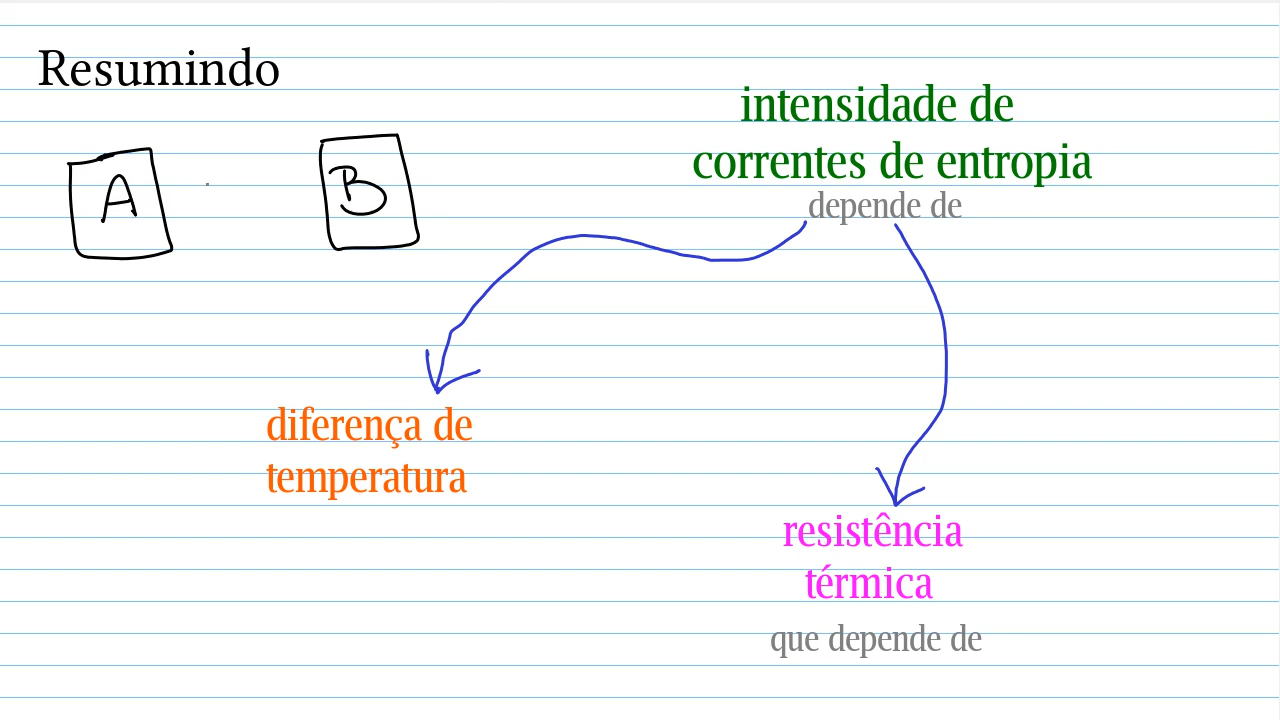 Resumindo
A
B
intensidade de
correntes de entropia
depende de
diferença de
temperatura
resistência
térmica
que depende de